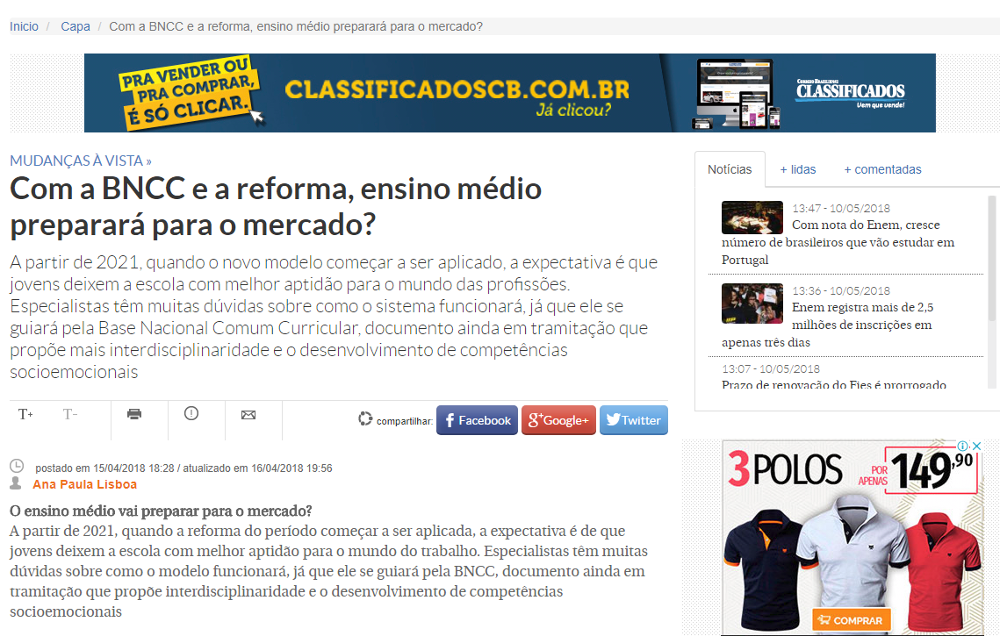 Inicio / Capa / Com a BNCC e a reforma, ensino médio preparará para o mercado?
PRA VENDER OU
PRA COMPRAR,
É SÓ CLICAR.
CLASSIFICADOSCB.COM.BR
Já clicou?
CORREIO BRAZILIENSE
CLASSIFICADOS
Vem que vende!
MUDANÇAS À VISTA »
Com a BNCC e a reforma, ensino médio
preparará para o mercado?
A partir de 2021, quando o novo modelo começar a ser aplicado, a expectativa é que
jovens deixem a escola com melhor aptidão para o mundo das profissões.
Especialistas têm muitas dúvidas sobre como o sistema funcionará, já que ele se
guiará pela Base Nacional Comum Curricular, documento ainda em tramitação que
propõe mais interdisciplinaridade e o desenvolvimento de competências
socioemocionais
T+ T-
compartilhar: Facebook Google+ Twitter
postado em 15/04/2018 18:28 / atualizado em 16/04/2018 19:56
Ana Paula Lisboa
O ensino médio vai preparar para o mercado?
A partir de 2021, quando a reforma do período começar a ser aplicada, a expectativa é de que
jovens deixem a escola com melhor aptidão para o mundo do trabalho. Especialistas têm muitas
dúvidas sobre como o modelo funcionará, já que ele se guiará pela BNCC, documento ainda em
tramitação que propõe interdisciplinaridade e o desenvolvimento de competências
socioemocionais
Notícias + lidas + comentadas
13:47 - 10/05/2018
Com nota do Enem, cresce
número de brasileiros que vão estudar em
Portugal
13:36 - 10/05/2018
Enem registra mais de 2,5
milhões de inscrições em
apenas três dias
13:07 - 10/05/2018
Prazo de renovação do Fies é prorrogado
3 POLOS
POR
APENAS
149,90
COMPRAR